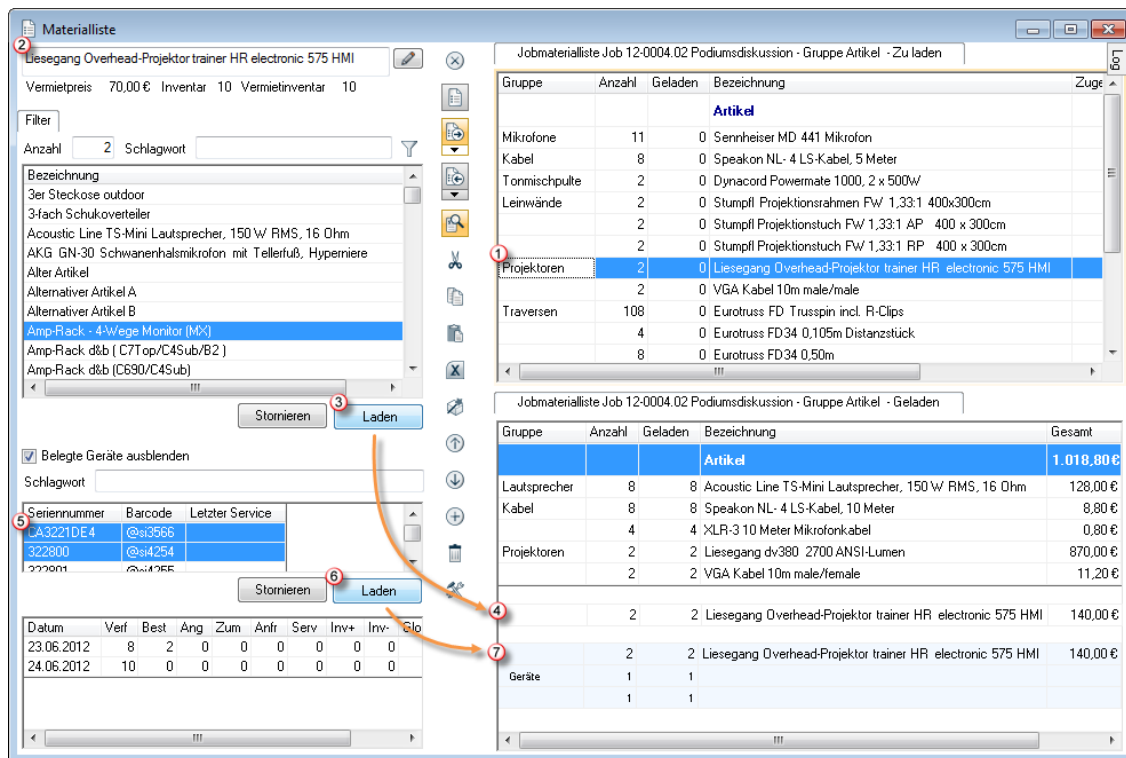 Materialliste
2
Liesegang Overhead-Projektor trainer HR electronic 575 HMI
Vermietpreis 70,00 € Inventar 10 Vermietinventar 10
Filter
Anzahl 2 Schlagwort
Bezeichnung
3er Steckose outdoor
3-fach Schukoverteiler
Acoustic Line TS-Mini Lautsprecher, 150 W RMS, 16 Ohm
AKG GN-30 Schwanenhalsmikrofon mit Tellerfuß, Hyperniere
Alter Artikel
Alternativer Artikel A
Alternativer Artikel B
Amp-Rack - 4-Wege Monitor (MX)
Amp-Rack d&b ( C7Top/C4Sub/B2 )
Amp-Rack d&b (C690/C4Sub)
3
Stornieren Laden
Belegte Geräte ausblenden
Schlagwort
5
Seriennummer Barcode Letzter Service
CA3221DE4 @si3566
322800 @si4254
322801 @si4255
6
Stornieren Laden
Datum Verf Best Ang Zum Anfr Serv Inv+ Inv- Glo
23.06.2012 8 2 0 0 0 0 0 0
24.06.2012 10 0 0 0 0 0 0 0
Jobmaterialliste Job 12-0004.02 Podiumsdiskussion - Gruppe Artikel - Zu laden
Log
Gruppe Anzahl Geladen Bezeichnung Zuge
Artikel
Mikrofone 11 0 Sennheiser MD 441 Mikrofon
Kabel 8 0 Speakon NL- 4 LS-Kabel, 5 Meter
Tonmischpulte 2 0 Dynacord Powermate 1000, 2 x 500W
Leinwände 2 0 Stumpfl Projektionsrahmen FW 1,33:1 400x300cm
2 0 Stumpfl Projektionstuch FW 1,33:1 AP 400 x 300cm
2 0 Stumpfl Projektionstuch FW 1,33:1 RP 400 x 300cm
1
Projektoren 2 0 Liesegang Overhead-Projektor trainer HR electronic 575 HMI
2 0 VGA Kabel 10m male/male
Traversen 108 0 Eurotruss FD Trusspin incl. R-Clips
4 0 Eurotruss FD34 0,105m Distanzstück
8 0 Eurotruss FD34 0,50m
Jobmaterialliste Job 12-0004.02 Podiumsdiskussion - Gruppe Artikel - Geladen
Gruppe Anzahl Geladen Bezeichnung Gesamt
Artikel 1.018,80 €
Lautsprecher 8 8 Acoustic Line TS-Mini Lautsprecher, 150 W RMS, 16 Ohm 128,00 €
Kabel 8 8 Speakon NL- 4 LS-Kabel, 10 Meter 8,80 €
4 4 XLR-3 10 Meter Mikrofonkabel 0,80 €
Projektoren 2 2 Liesegang dv380 2700 ANSI-Lumen 870,00 €
2 2 VGA Kabel 10m male/female 11,20 €
4
2 2 Liesegang Overhead-Projektor trainer HR electronic 575 HMI 140,00 €
7
2 2 Liesegang Overhead-Projektor trainer HR electronic 575 HMI 140,00 €
Geräte 1 1
1 1